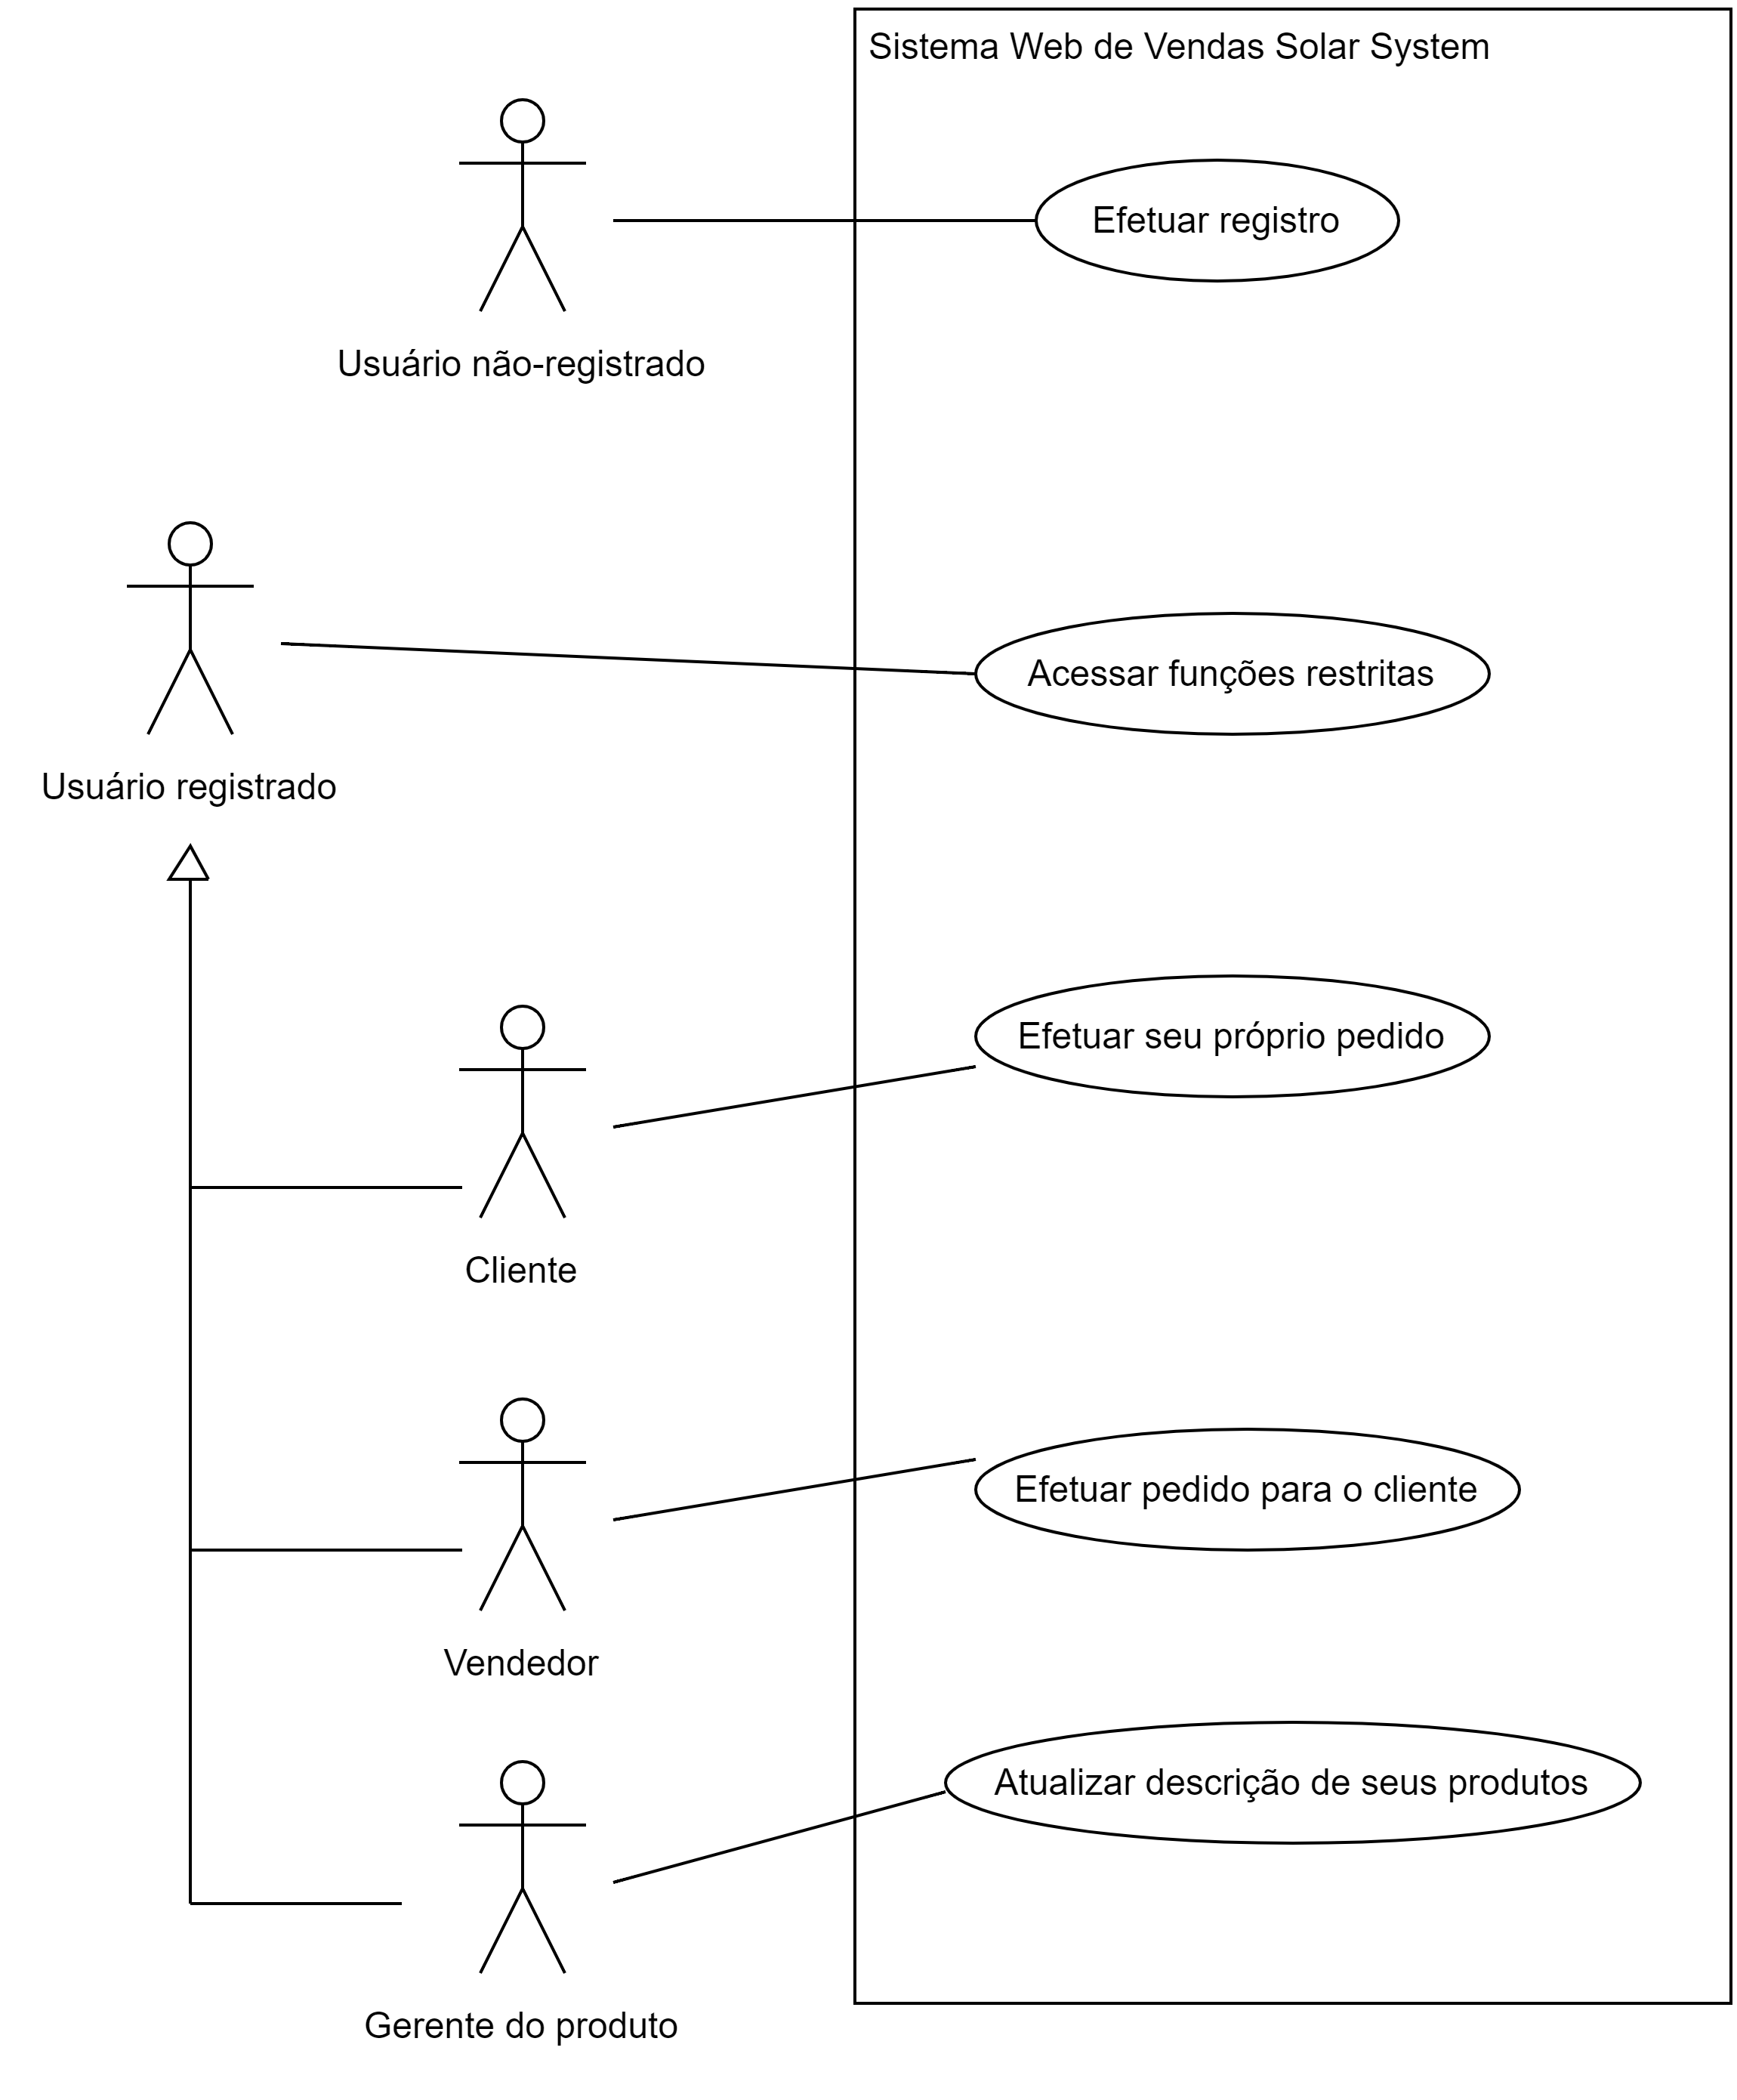 Sistema Web de Vendas Solar System
Efetuar registro
Usuário não-registrado
Acessar funções restritas
Usuário registrado
Efetuar seu próprio pedido
Cliente
Efetuar pedido para o cliente
Vendedor
Atualizar descrição de seus produtos
Gerente do produto